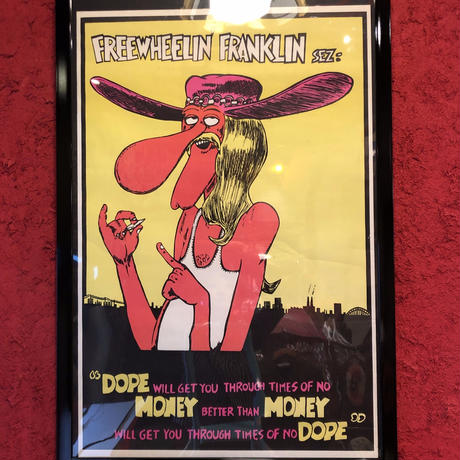 FREEWHEELIN FRANKLIN SEZ:
"DOPE WILL GET YOU THROUGH TIMES OF NO
MONEY BETTER THAN MONEY
WILL GET YOU THROUGH TIMES OF NO DOPE"